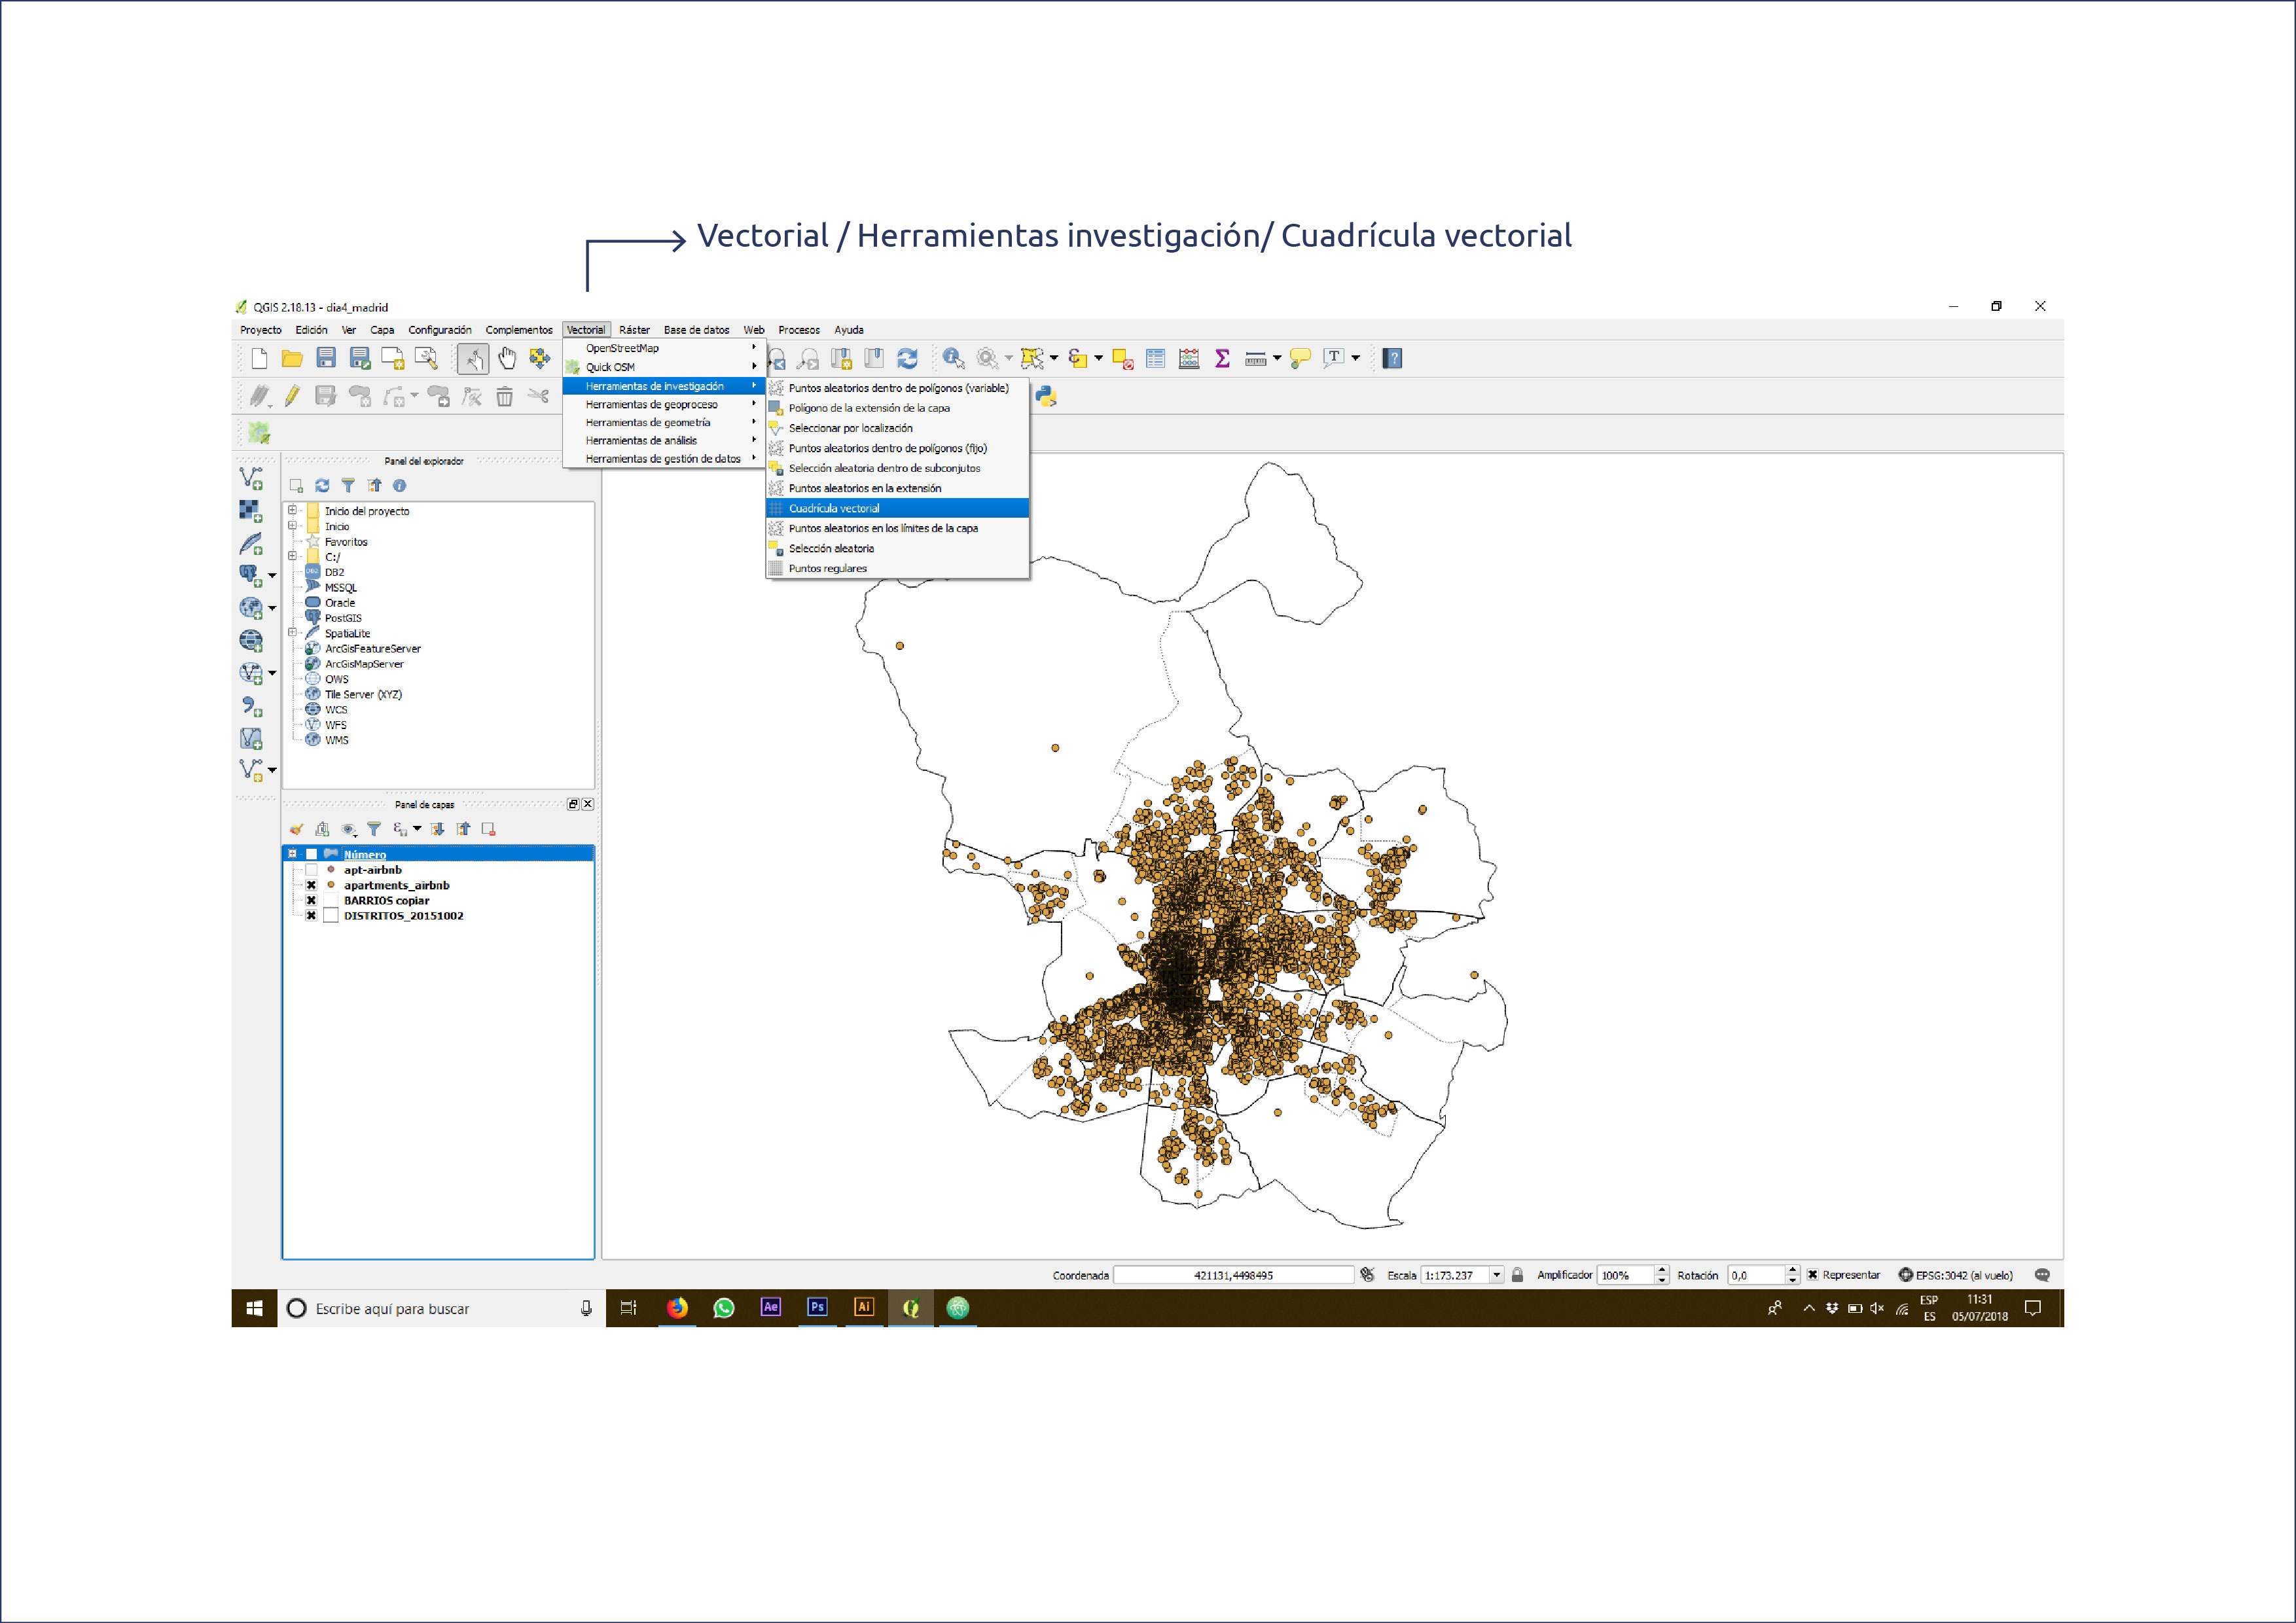 Vectorial / Herramientas investigación/ Cuadrícula vectorial
QGIS 2.18.13 - dia4_madrid
Proyecto Edición Ver Capa Configuración Complementos Vectorial Ráster Base de datos Web Procesos Ayuda
OpenStreetMap
Quick OSM
Herramientas de investigación
Herramientas de geoproceso
Herramientas de geometría
Herramientas de análisis
Herramientas de gestión de datos
Puntos aleatorios dentro de polígonos (variable)
Polígono de la extensión de la capa
Seleccionar por localización
Puntos aleatorios dentro de polígonos (fijo)
Selección aleatoria dentro de subconjutos
Puntos aleatorios en la extensión
Cuadrícula vectorial
Puntos aleatorios en los límites de la capa
Selección aleatoria
Puntos regulares
Panel del explorador
Inicio del proyecto
Inicio
Favoritos
C:/
DB2
MSSQL
Oracle
PostGIS
SpatiaLite
ArcGisFeatureServer
ArcGisMapServer
OWS
Tile Server (XYZ)
WCS
WFS
WMS
Panel de capas
Número
apt-airbnb
apartments_airbnb
BARRIOS copiar
DISTRITOS_20151002
Coordenada 421131,4498495 Escala 1:173.237 Amplificador 100% Rotación 0,0 Representar EPSG:3042 (al vuelo)
Escribe aquí para buscar
Ae Ps Ai
ESP
ES
11:31
05/07/2018